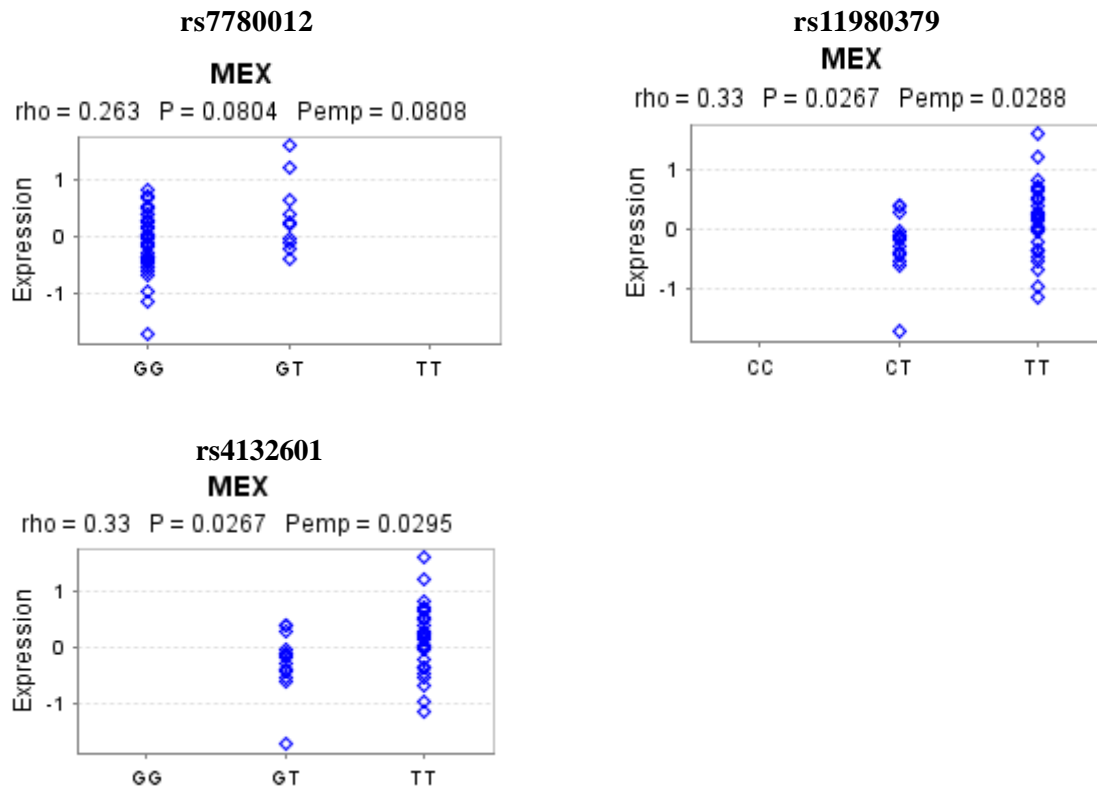 rs7780012
MEX
rho = 0.263 P = 0.0804 Pemp = 0.0808
Expression
1
0
-1
GG GT TT
rs11980379
MEX
rho = 0.33 P = 0.0267 Pemp = 0.0288
Expression
1
0
-1
CC CT TT
rs4132601
MEX
rho = 0.33 P = 0.0267 Pemp = 0.0295
Expression
1
0
-1
GG GT TT